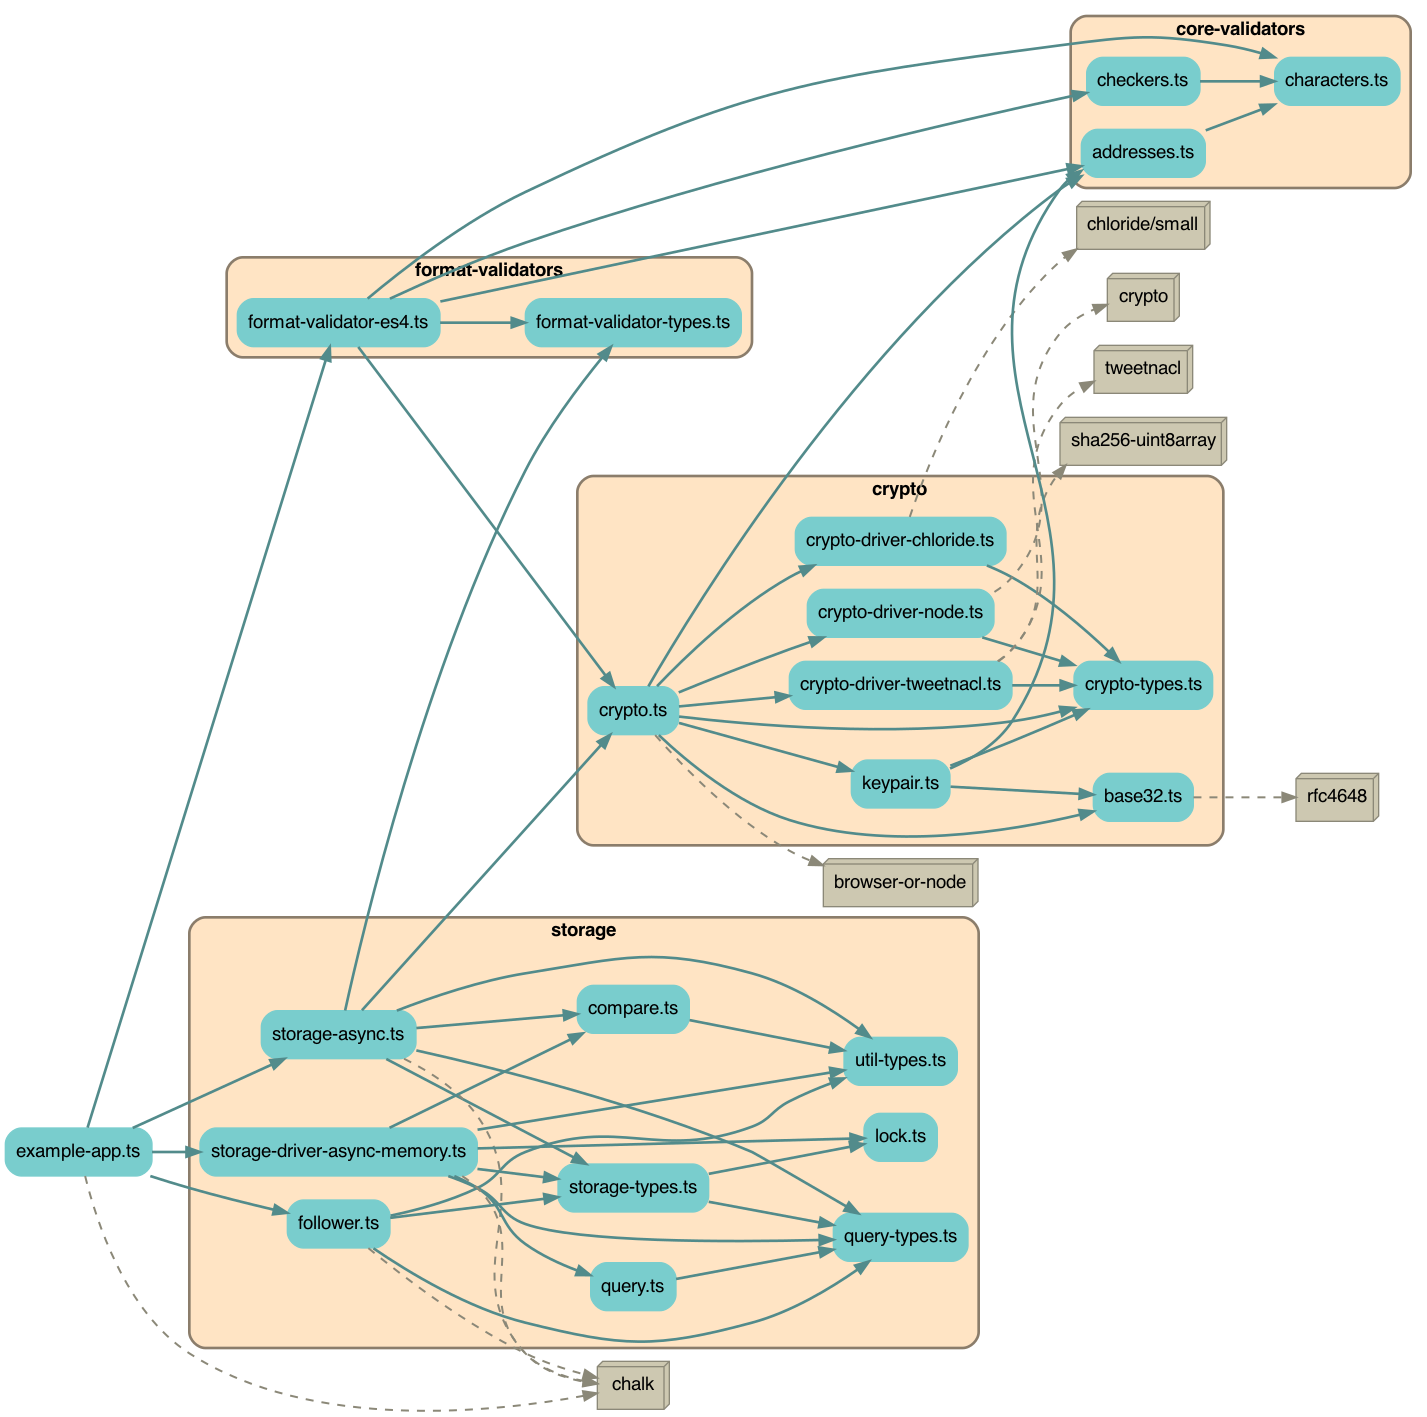 core-validators
checkers.ts
characters.ts
addresses.ts
chloride/small
format-validators
crypto
format-validator-es4.ts
format-validator-types.ts
tweetnacl
sha256-uint8array
crypto
crypto-driver-chloride.ts
crypto-driver-node.ts
crypto-driver-tweetnacl.ts
crypto-types.ts
crypto.ts
keypair.ts
base32.ts
rfc4648
browser-or-node
storage
compare.ts
storage-async.ts
util-types.ts
lock.ts
example-app.ts
storage-driver-async-memory.ts
storage-types.ts
follower.ts
query-types.ts
query.ts
chalk